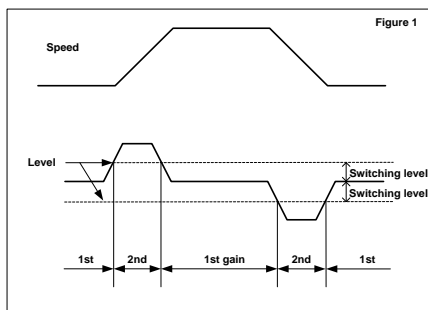 Figure 1
Speed
Level
Switching level
Switching level
1st
2nd
1st gain
2nd
1st